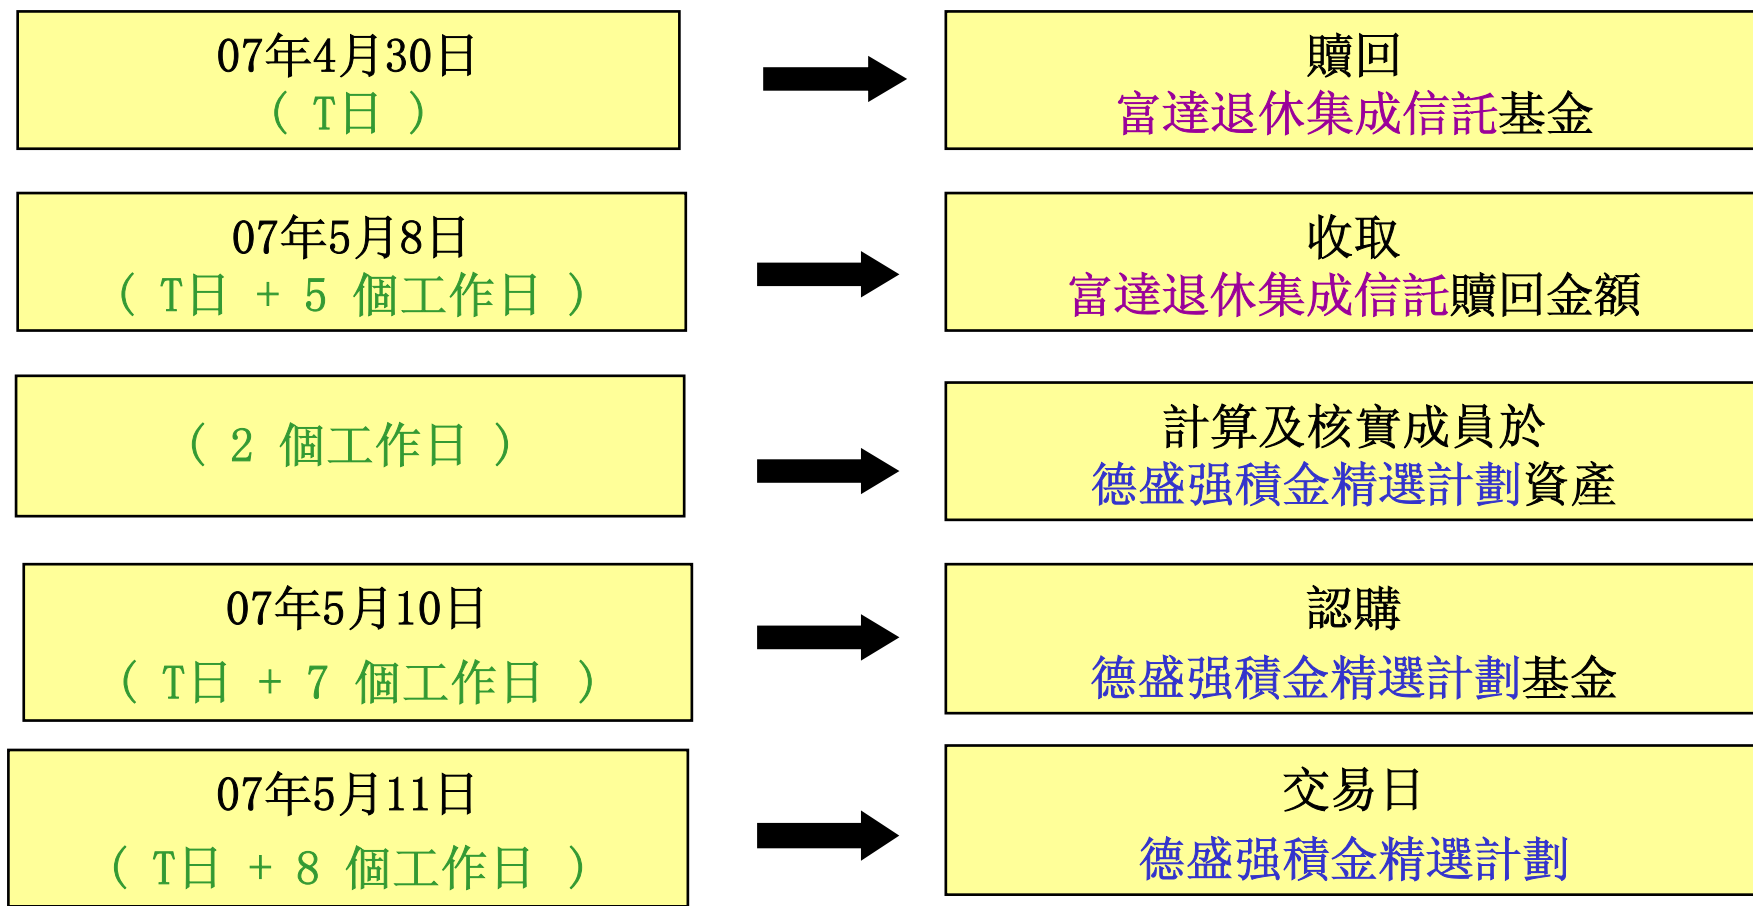 07年4月30日
( T日 )
贖回
富達退休集成信託基金
07年5月8日
( T日 + 5 個工作日 )
收取
富達退休集成信託贖回金額
( 2 個工作日 )
計算及核實成員於
德盛强積金精選計劃資產
07年5月10日
( T日 + 7 個工作日 )
認購
德盛强積金精選計劃基金
07年5月11日
( T日 + 8 個工作日 )
交易日
德盛强積金精選計劃